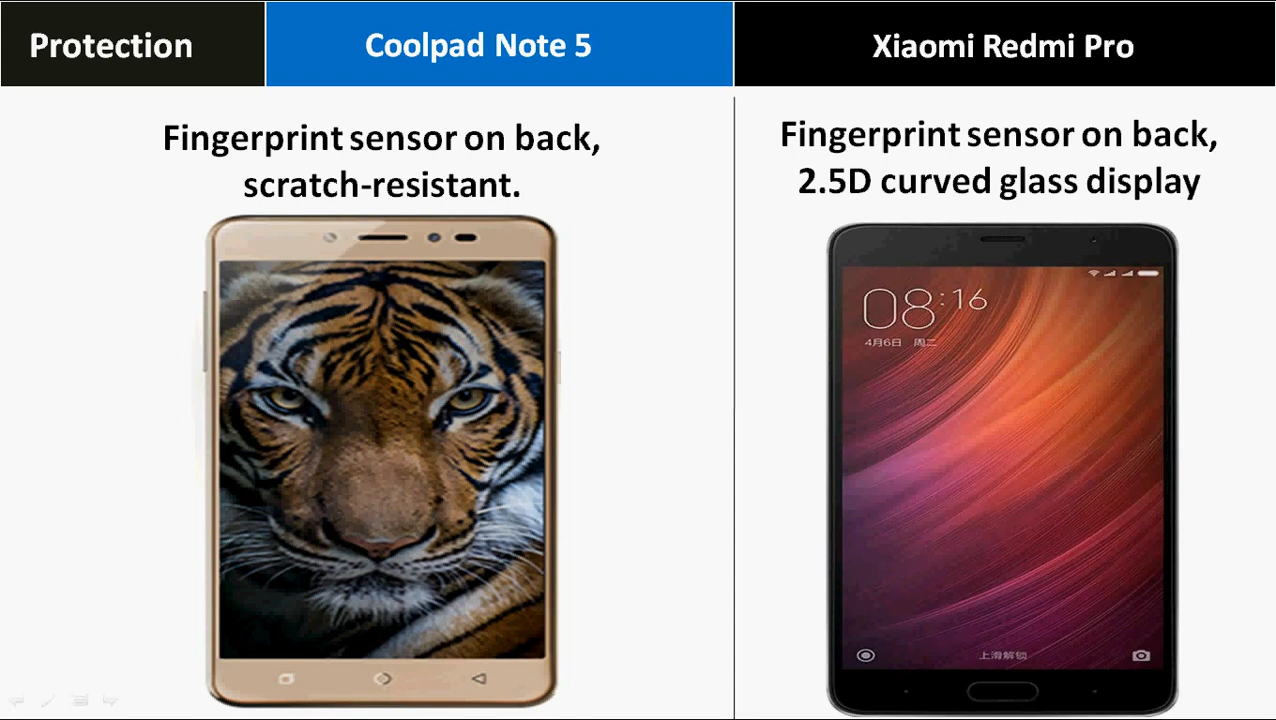 Protection
Coolpad Note 5
Xiaomi Redmi Pro
Fingerprint sensor on back,
scratch-resistant.
Fingerprint sensor on back,
2.5D curved glass display
08:16
4月6日 周二
上滑解锁